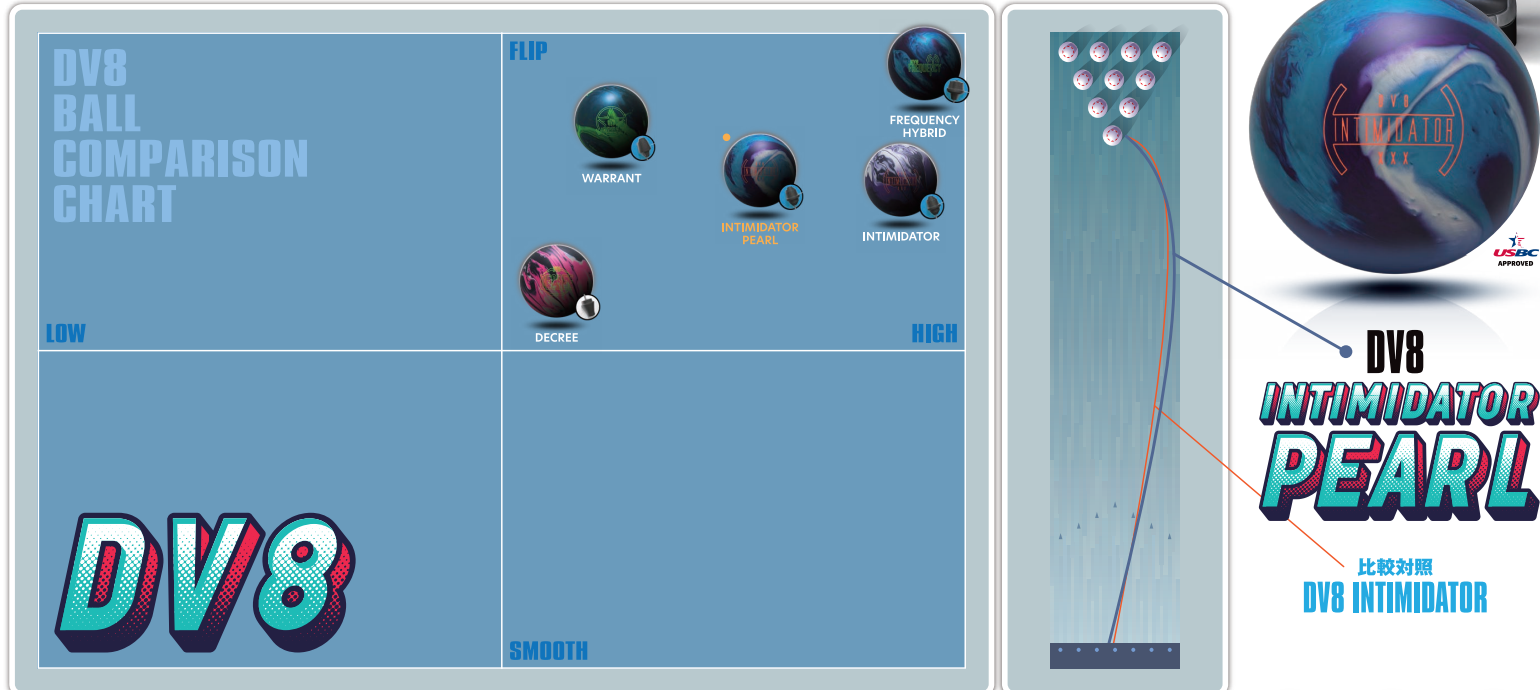 DV8
BALL
COMPARISON
CHART
FLIP
FREQUENCY
HYBRID
WARRANT
INTIMIDATOR
PEARL
INTIMIDATOR
DECREE
LOW
HIGH
SMOOTH
DV8
DV8
INTIMIDATOR
XXX
USBC
APPROVED
DV8
INTIMIDATOR
PEARL
比較対照
DV8 INTIMIDATOR